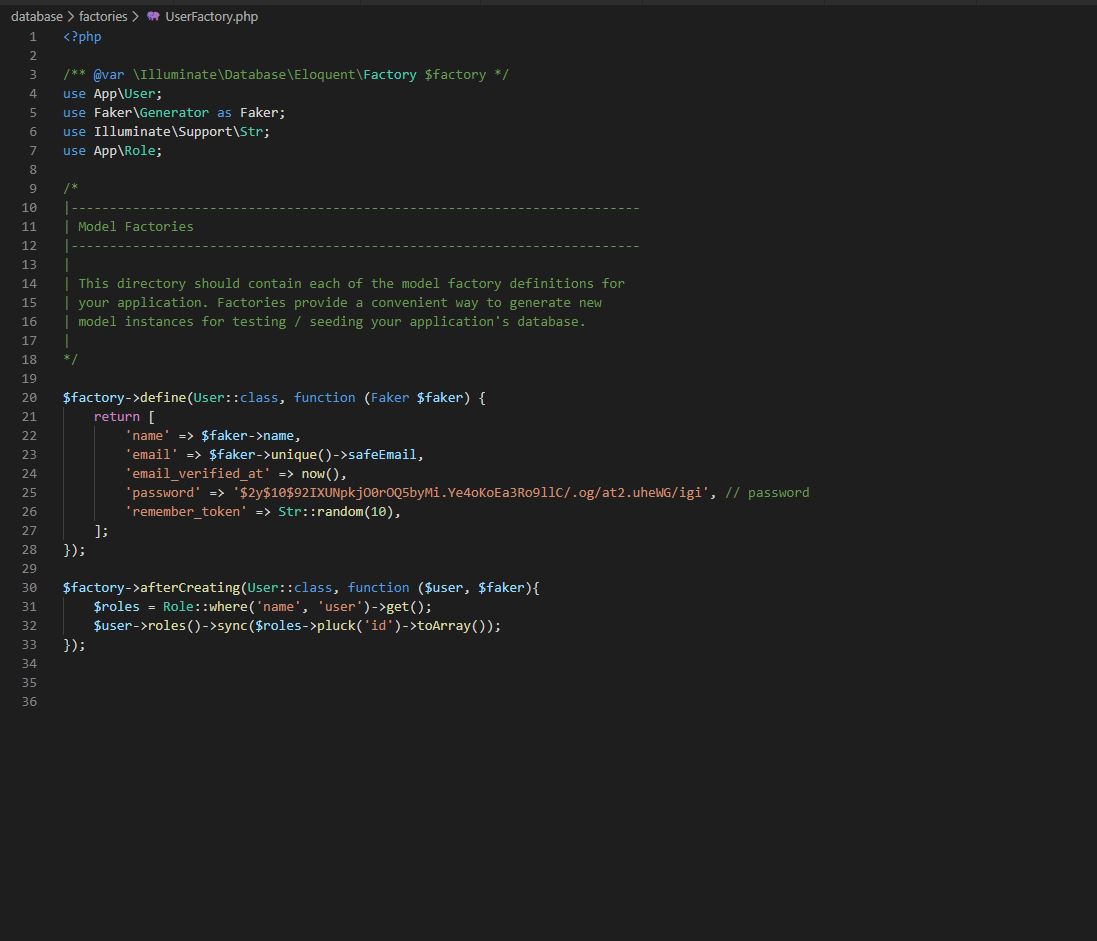 database > factories > UserFactory.php
1 <?php
2
3 /** @var \Illuminate\Database\Eloquent\Factory $factory */
4 use App\User;
5 use Faker\Generator as Faker;
6 use Illuminate\Support\Str;
7 use App\Role;
8
9 /*
10 |--------------------------------------------------------------------------
11 | Model Factories
12 |--------------------------------------------------------------------------
13 |
14 | This directory should contain each of the model factory definitions for
15 | your application. Factories provide a convenient way to generate new
16 | model instances for testing / seeding your application's database.
17 |
18 */
19
20 $factory->define(User::class, function (Faker $faker) {
21     return [
22         'name' => $faker->name,
23         'email' => $faker->unique()->safeEmail,
24         'email_verified_at' => now(),
25         'password' => '$2y$10$92IXUNpkjO0rOQ5byMi.Ye4oKoEa3Ro9llC/.og/at2.uheWG/igi', // password
26         'remember_token' => Str::random(10),
27     ];
28 });
29
30 $factory->afterCreating(User::class, function ($user, $faker){
31     $roles = Role::where('name', 'user')->get();
32     $user->roles()->sync($roles->pluck('id')->toArray());
33 });
34
35
36